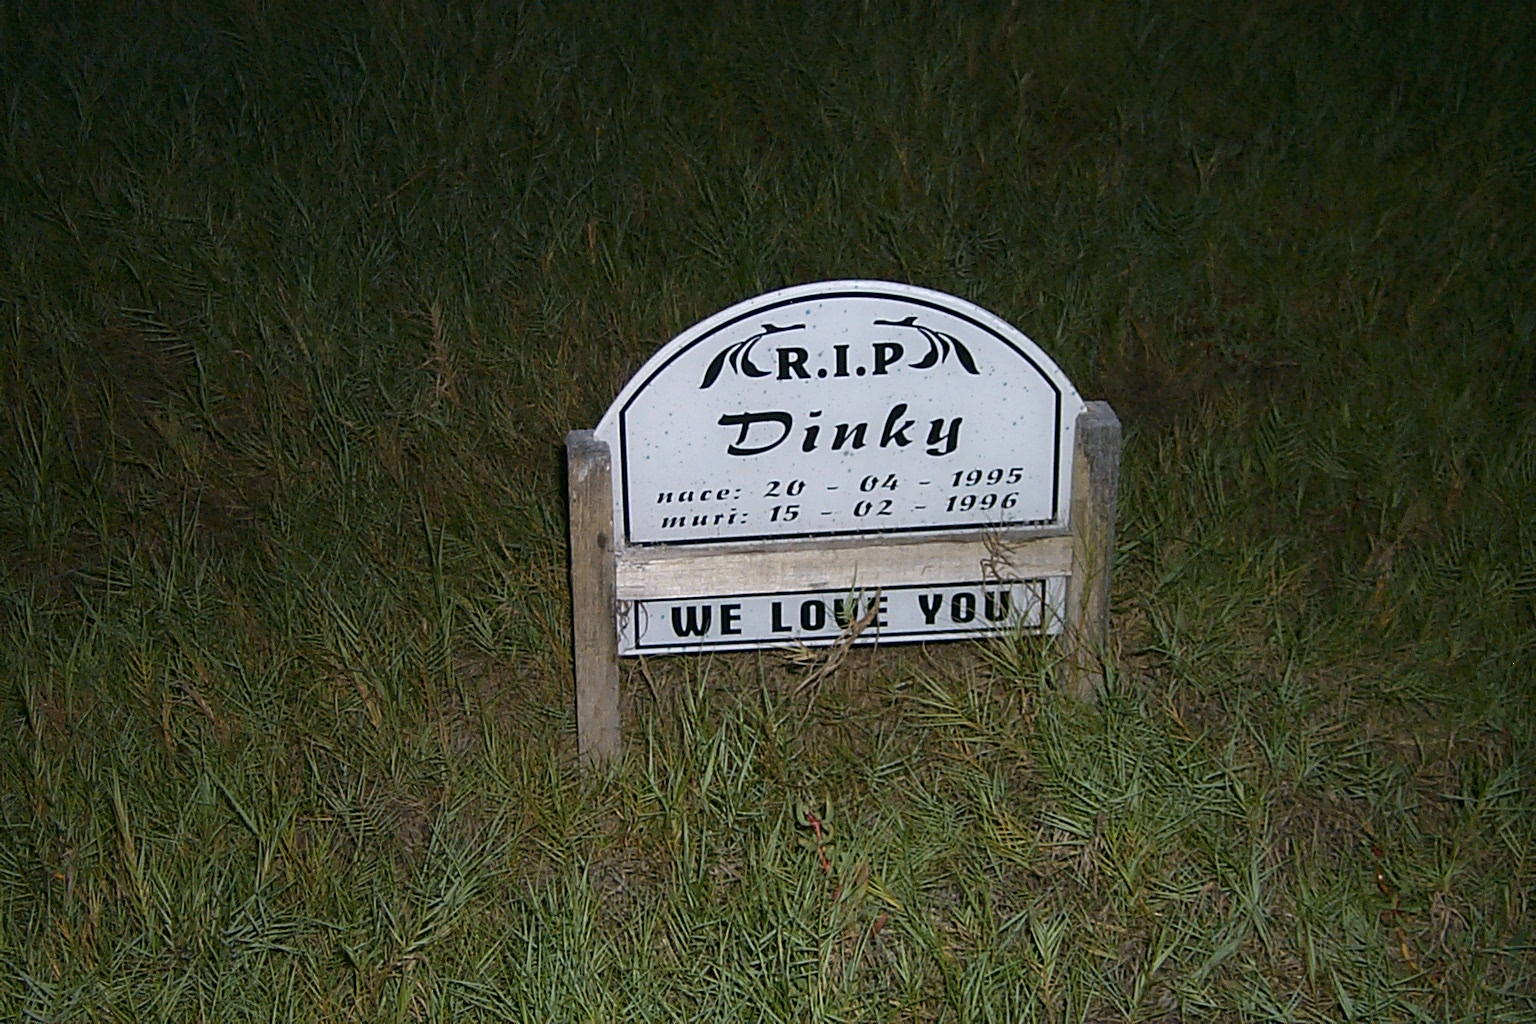 R.I.P
Dinky
nace: 20 - 04 - 1995
muri: 15 - 02 - 1996
WE LOVE YOU